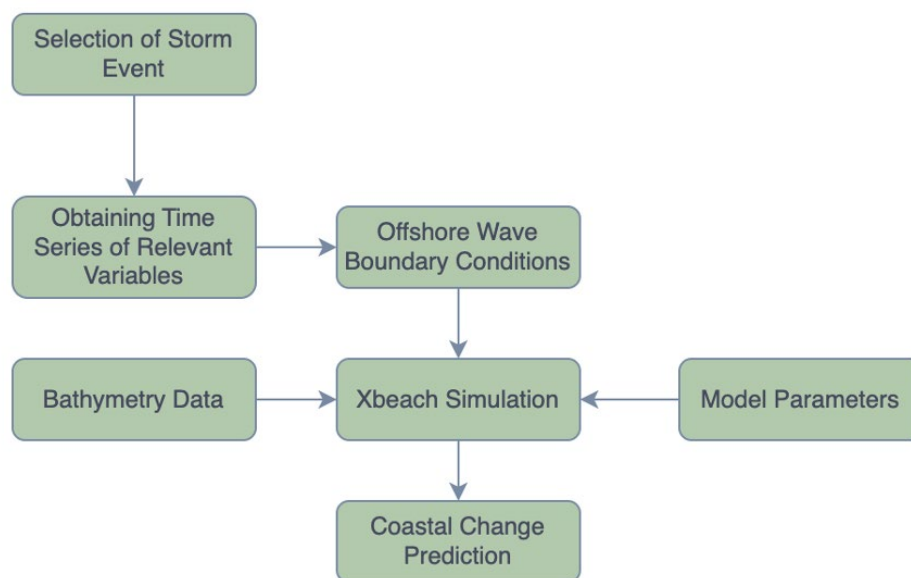 Selection of Storm
Event
Obtaining Time
Series of Relevant
Variables
Offshore Wave
Boundary Conditions
Bathymetry Data
Xbeach Simulation
Model Parameters
Coastal Change
Prediction